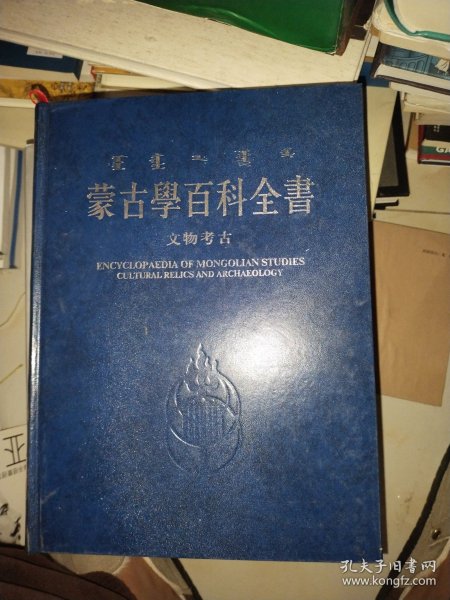 蒙古學百科全書
文物考古
ENCYCLOPAEDIA OF MONGOLIAN STUDIES
CULTURAL RELICS AND ARCHAEOLOGY
业
孔夫子旧书网
www.kongfz.com